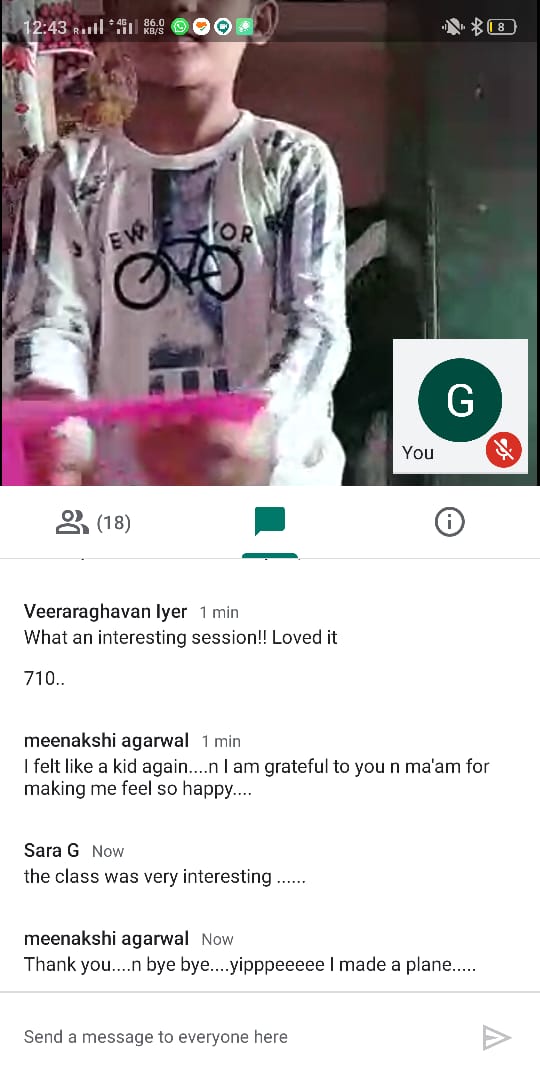 12:43 R 4G 86.0 KB/S 8
EW YOR
G
You
(18)
Veeraraghavan Iyer 1 min
What an interesting session!! Loved it
710..
meenakshi agarwal 1 min
I felt like a kid again....n I am grateful to you n ma'am for
making me feel so happy....
Sara G Now
the class was very interesting ......
meenakshi agarwal Now
Thank you....n bye bye....yipppeeeee I made a plane.....
Send a message to everyone here